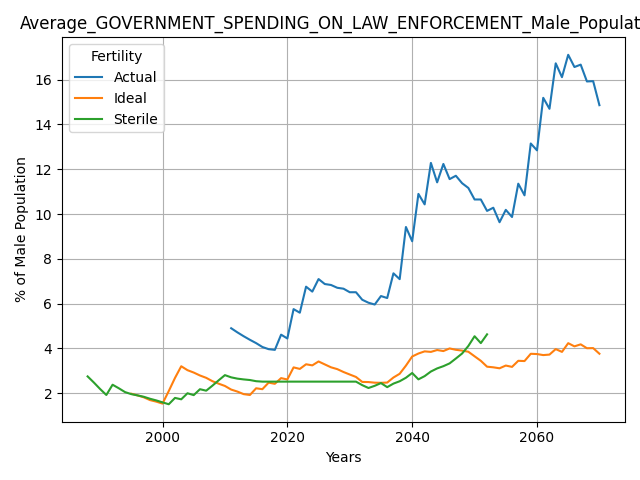 Average_GOVERNMENT_SPENDING_ON_LAW_ENFORCEMENT_Male_Populat
Fertility
Actual
Ideal
Sterile
% of Male Population
16
14
12
10
8
6
4
2
2000 2020 2040 2060
Years